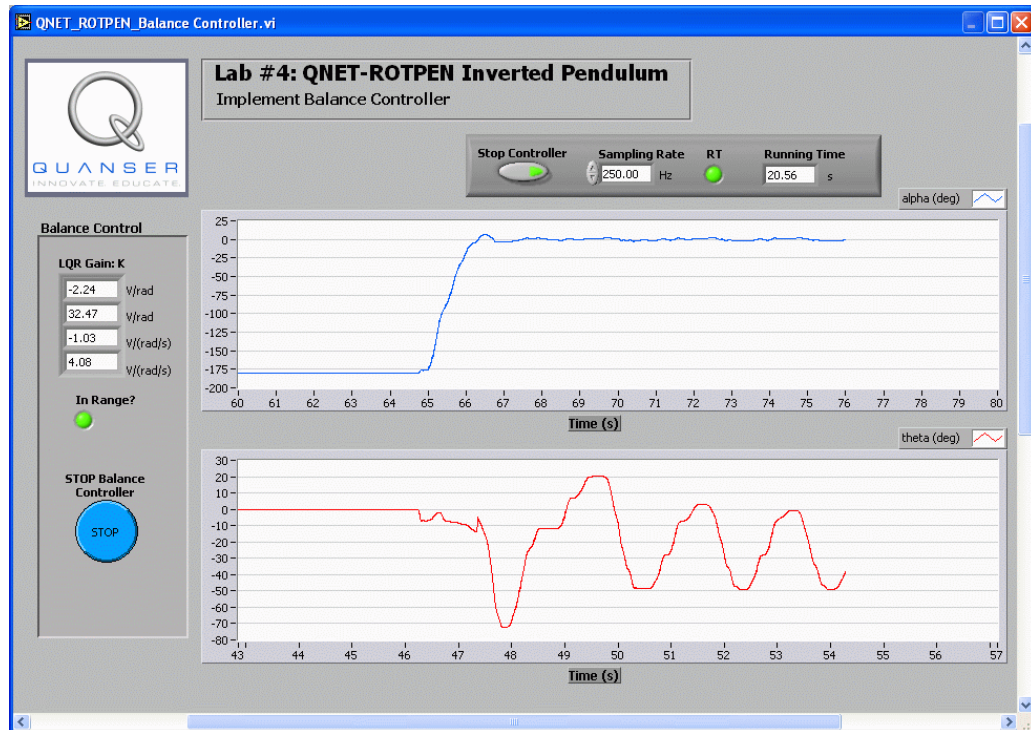 QNET_ROTPEN_Balance Controller.vi
QUANSER
INNOVATE. EDUCATE.
Lab #4: QNET-ROTPEN Inverted Pendulum
Implement Balance Controller
Stop Controller
Sampling Rate
250.00 Hz
RT
Running Time
20.56 s
Balance Control
LQR Gain: K
-2.24 V/rad
32.47 V/rad
-1.03 V/(rad/s)
4.08 V/(rad/s)
In Range?
STOP Balance
Controller
STOP
alpha (deg)
25
0
-25
-50
-75
-100
-125
-150
-175
-200
60 61 62 63 64 65 66 67 68 69 70 71 72 73 74 75 76 77 78 79 80
Time (s)
theta (deg)
30
20
10
0
-10
-20
-30
-40
-50
-60
-70
-80
43 44 45 46 47 48 49 50 51 52 53 54 55 56 57
Time (s)